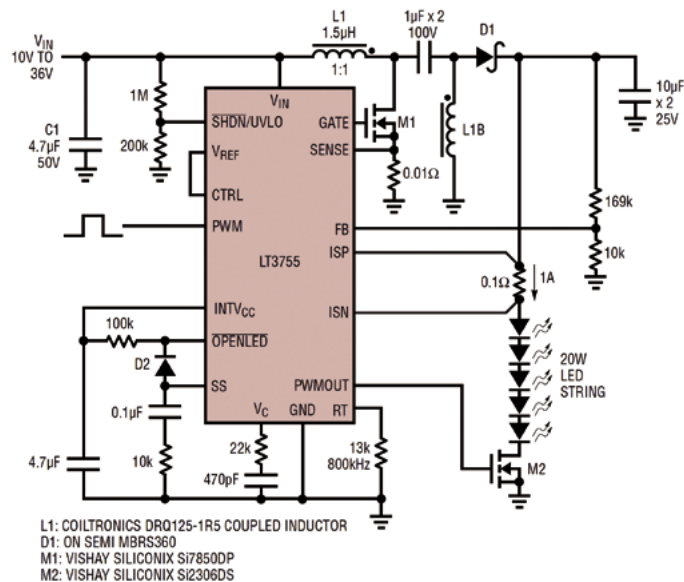 VIN
10V TO
36V
C1
4.7µF
50V
1M
200k
L1
1.5µH
1:1
1µF x 2
100V
D1
10µF
x 2
25V
M1
L1B
0.01Ω
169k
10k
VIN
SHDN/UVLO
GATE
VREF
SENSE
CTRL
PWM
FB
LT3755
ISP
INTVCC
ISN
OPENLED
SS
PWMOUT
VC
GND
RT
0.1Ω
1A
20W
LED
STRING
M2
100k
D2
0.1µF
4.7µF
10k
22k
470pF
13k
800kHz
L1: COILTRONICS DRQ125-1R5 COUPLED INDUCTOR
D1: ON SEMI MBRS360
M1: VISHAY SILICONIX Si7850DP
M2: VISHAY SILICONIX Si2306DS